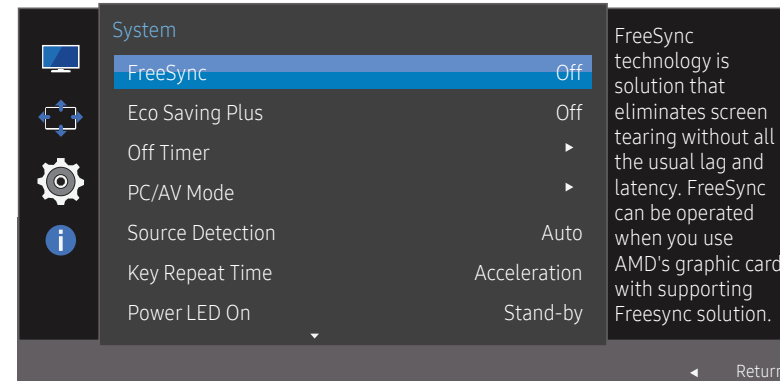 System
FreeSync Off
Eco Saving Plus Off
Off Timer
PC/AV Mode
Source Detection Auto
Key Repeat Time Acceleration
Power LED On Stand-by
FreeSync
technology is
solution that
eliminates screen
tearing without all
the usual lag and
latency. FreeSync
can be operated
when you use
AMD's graphic card
with supporting
Freesync solution.
Return